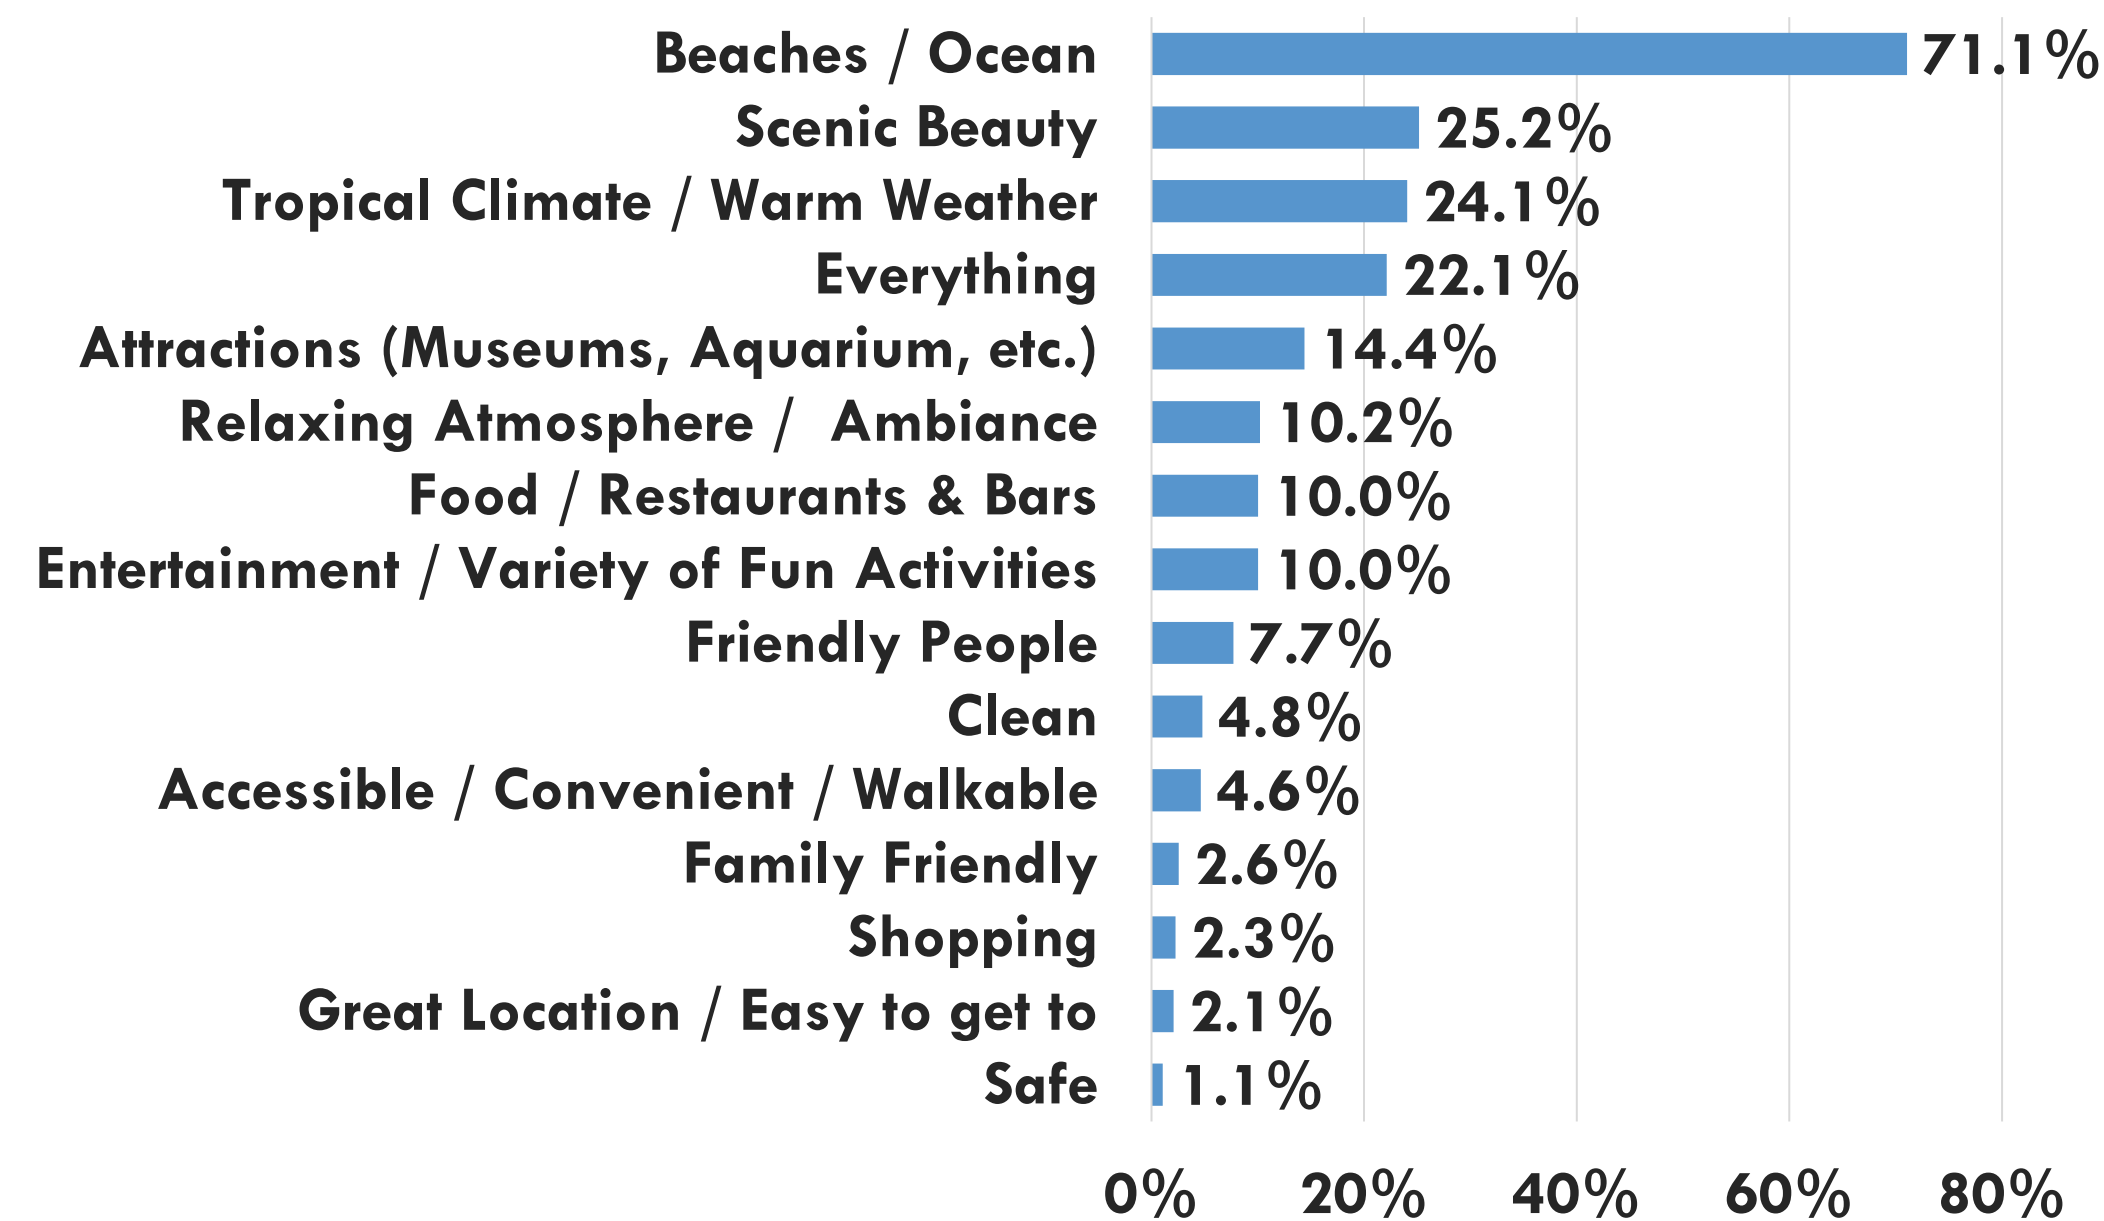 Beaches / Ocean 71.1%
Scenic Beauty 25.2%
Tropical Climate / Warm Weather 24.1%
Everything 22.1%
Attractions (Museums, Aquarium, etc.) 14.4%
Relaxing Atmosphere /  Ambiance 10.2%
Food / Restaurants & Bars 10.0%
Entertainment / Variety of Fun Activities 10.0%
Friendly People 7.7%
Clean 4.8%
Accessible / Convenient / Walkable 4.6%
Family Friendly 2.6%
Shopping 2.3%
Great Location / Easy to get to 2.1%
Safe 1.1%
0% 20% 40% 60% 80%